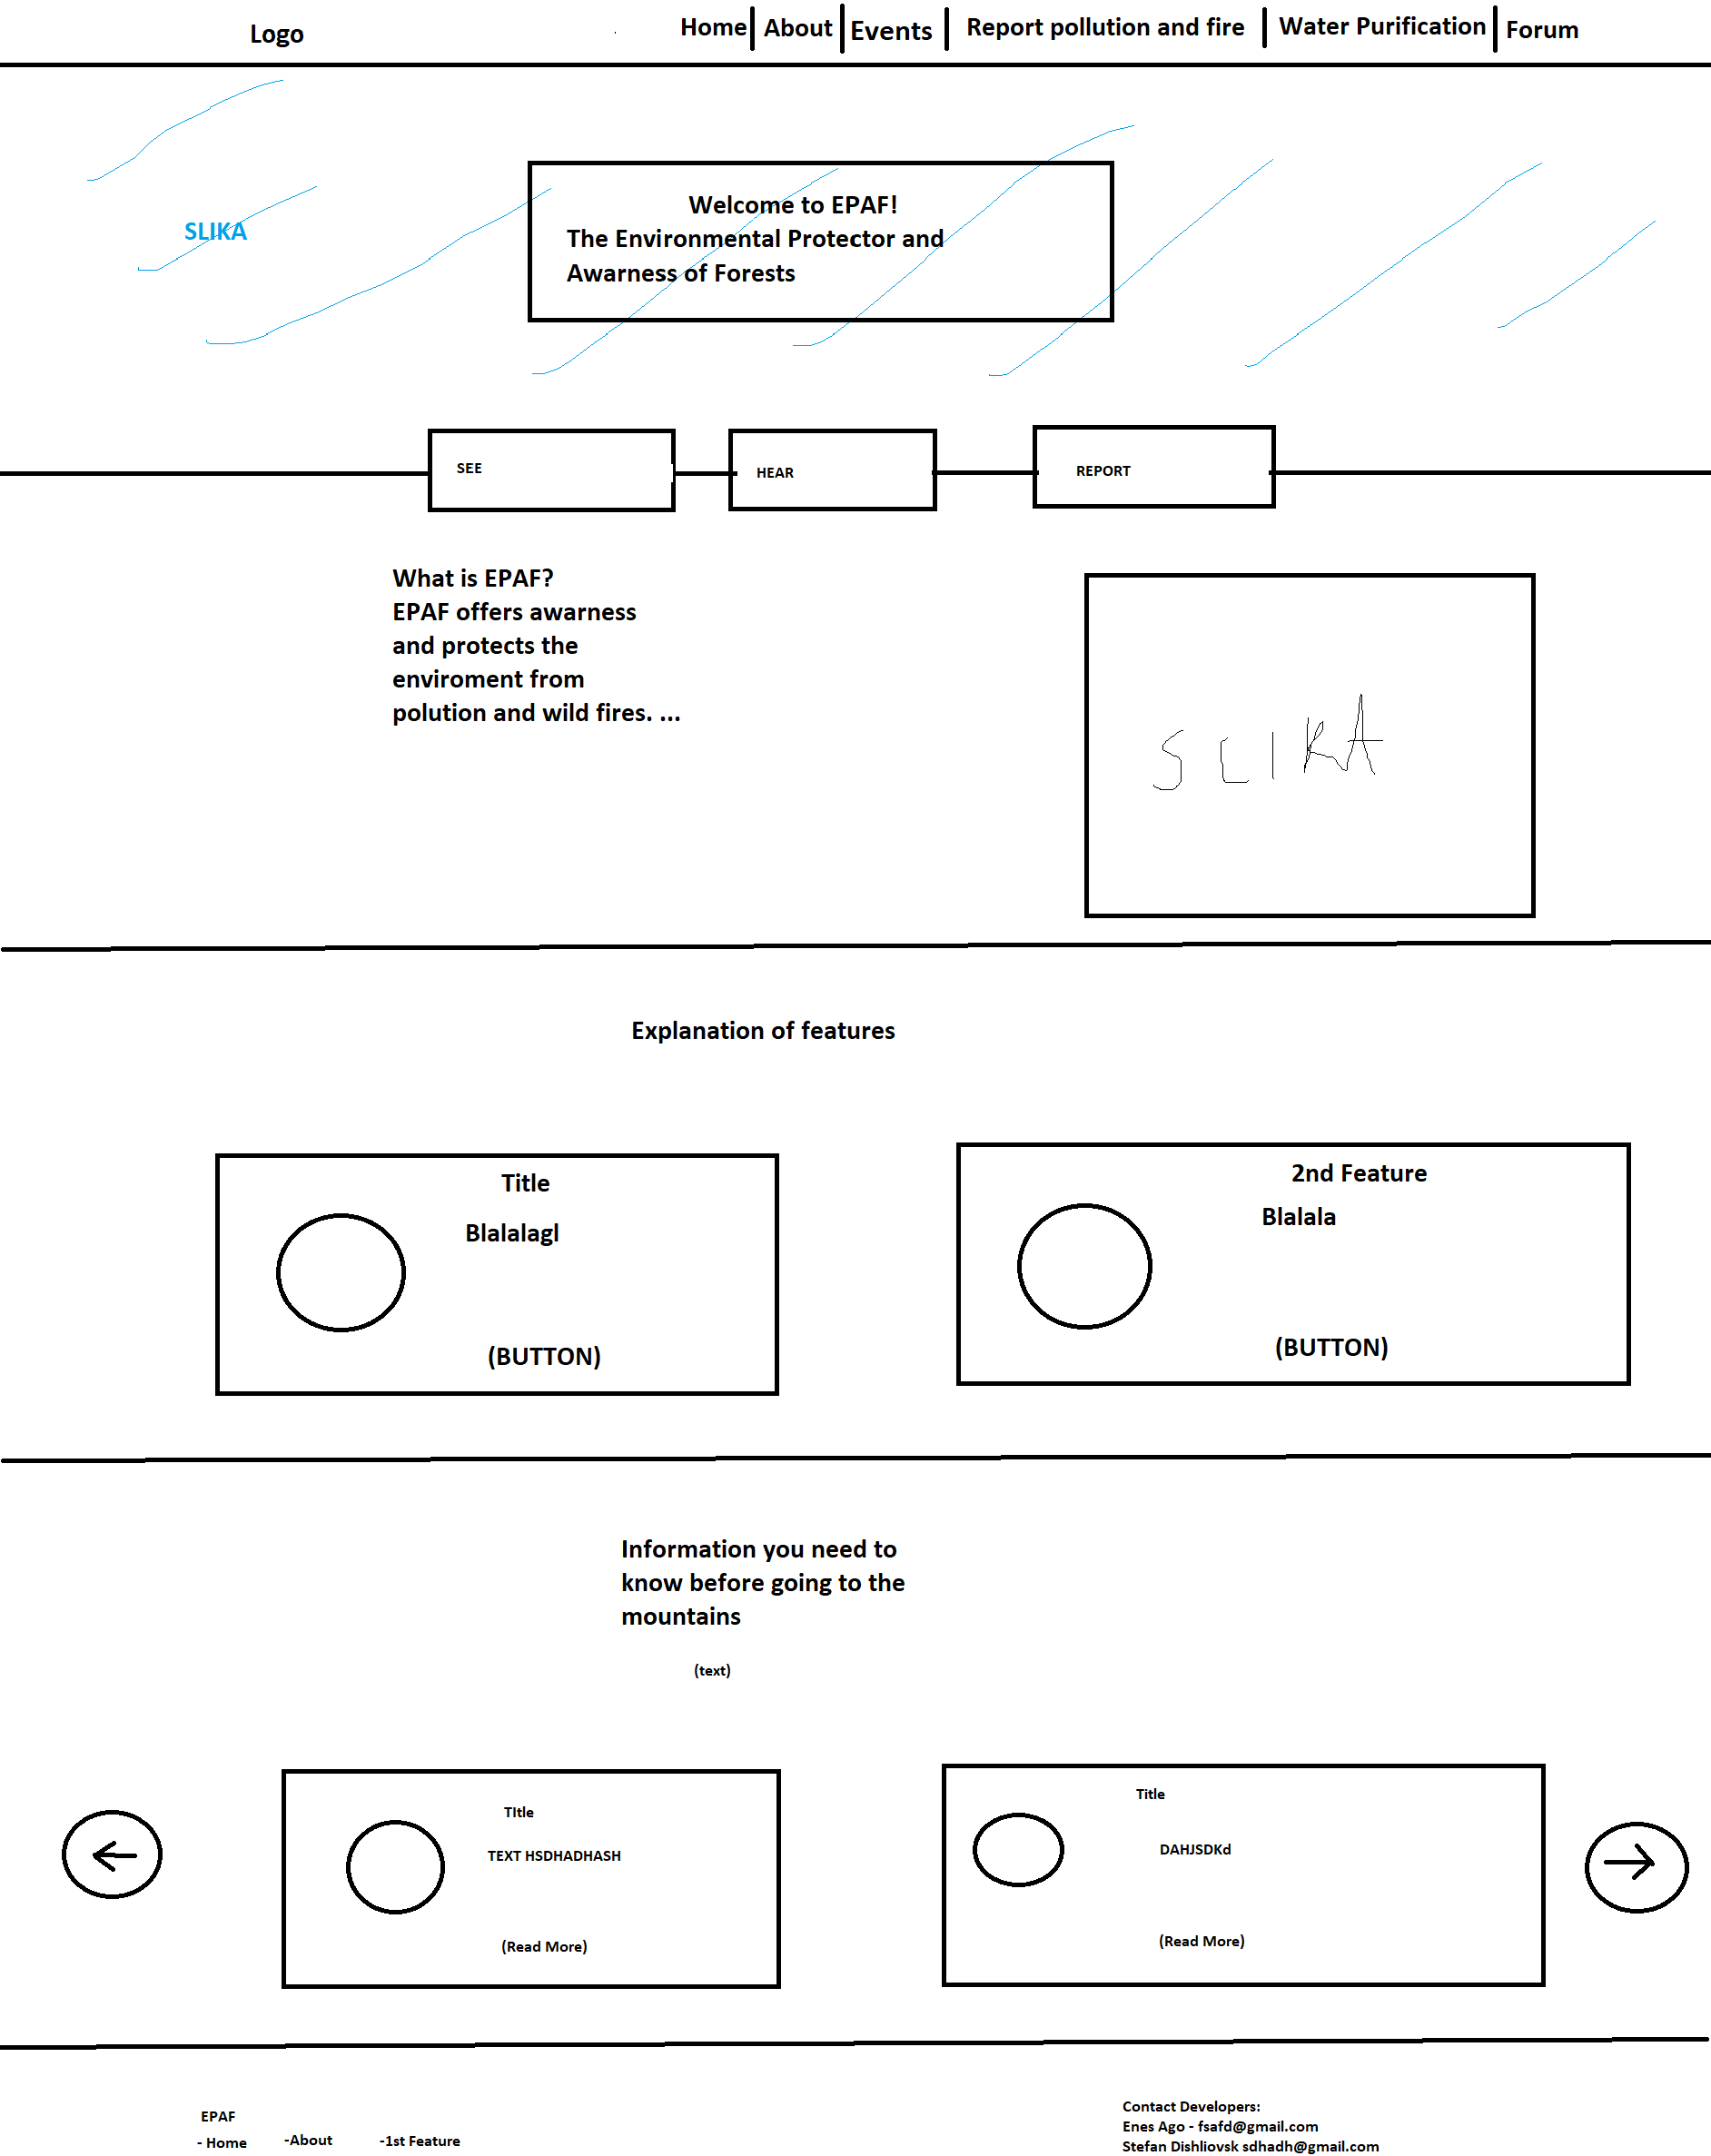 Logo
Home About Events Report pollution and fire Water Purification Forum
SLIKA
Welcome to EPAF!
The Environmental Protector and
Awarness of Forests
SEE
HEAR
REPORT
What is EPAF?
EPAF offers awarness
and protects the
enviroment from
polution and wild fires. ...
SLIKA
Explanation of features
Title
Blalalagl
(BUTTON)
2nd Feature
Blalala
(BUTTON)
Information you need to
know before going to the
mountains
(text)
TItle
TEXT HSDHADHASH
(Read More)
Title
DAHJSDKd
(Read More)
EPAF
- Home -About -1st Feature
Contact Developers:
Enes Ago - fsafd@gmail.com
Stefan Dishliovsk sdhadh@gmail.com